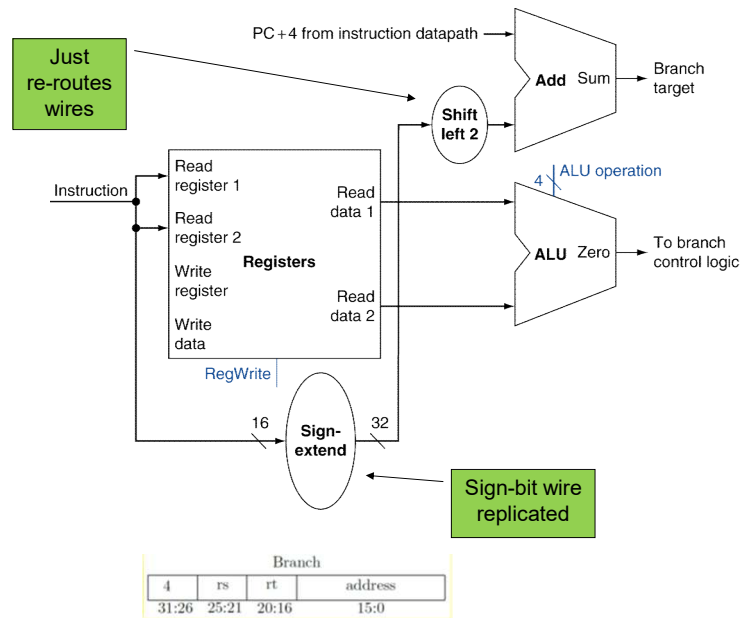 PC+4 from instruction datapath
Just
re-routes
wires
Add
Sum
Branch
target
Shift
left 2
Instruction
Read
register 1
Read
data 1
4
ALU operation
Read
register 2
Registers
ALU
Zero
To branch
control logic
Write
register
Read
data 2
Write
data
RegWrite
16
Sign-
extend
32
Sign-bit wire
replicated
Branch
4 rs rt address
31:26 25:21 20:16 15:0